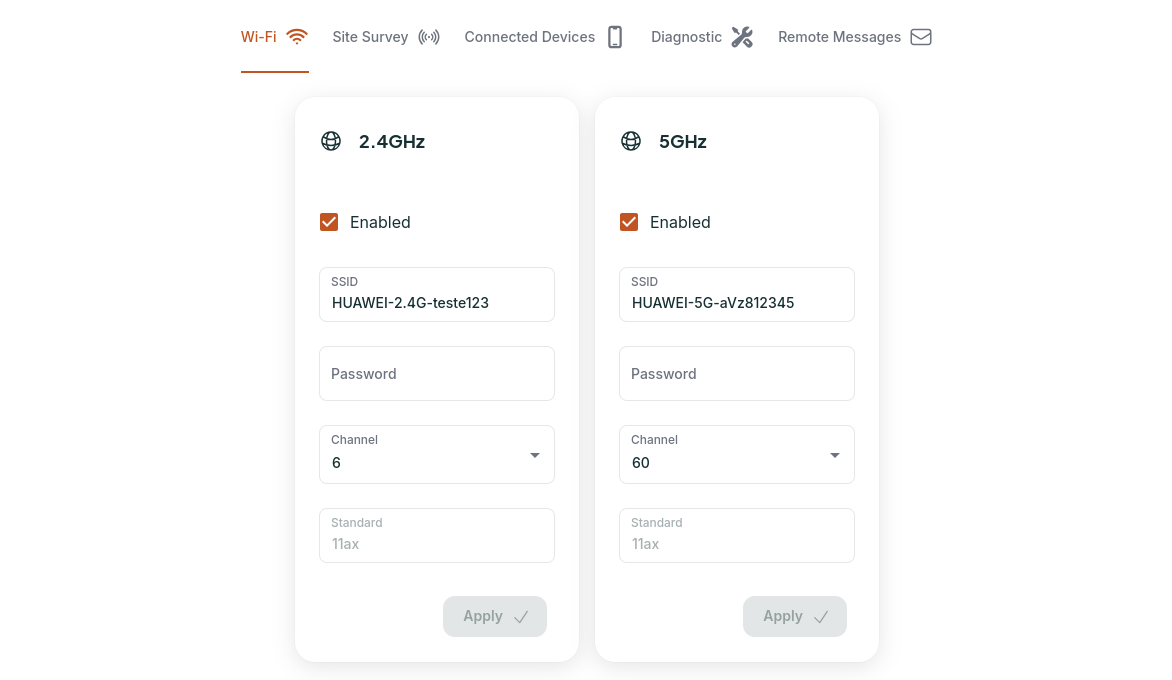 Wi-Fi
Site Survey
Connected Devices
Diagnostic
Remote Messages
2.4GHz
Enabled
SSID
HUAWEI-2.4G-teste123
Password
Channel
6
Standard
11ax
Apply
5GHz
Enabled
SSID
HUAWEI-5G-aVz812345
Password
Channel
60
Standard
11ax
Apply